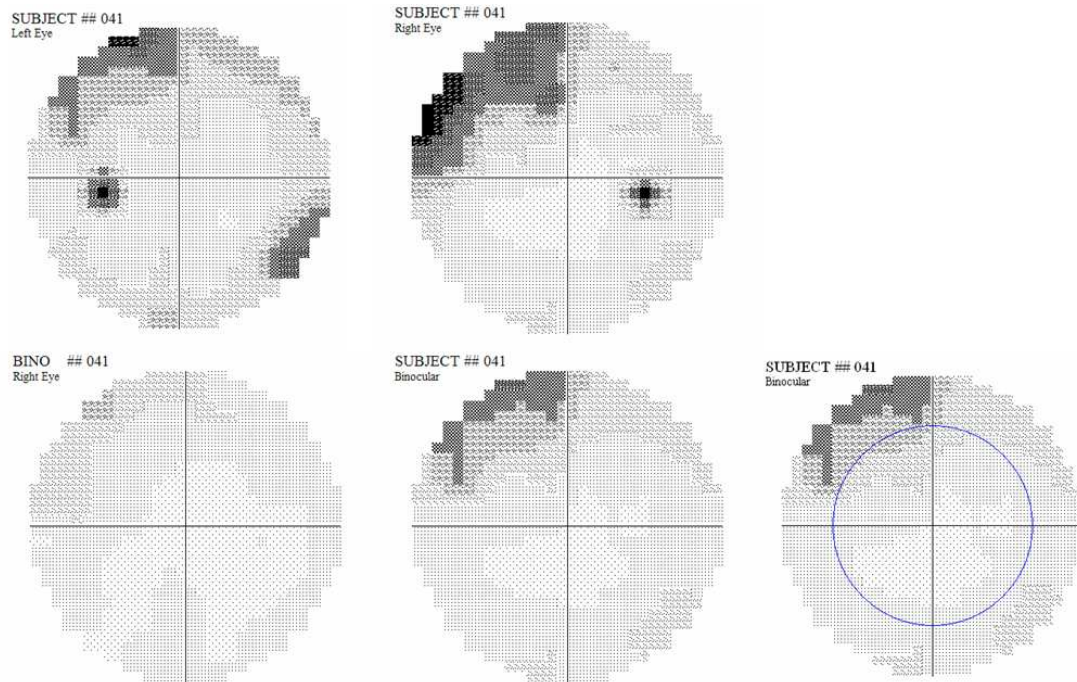 SUBJECT ## 041
Left Eye
SUBJECT ## 041
Right Eye
BINO ## 041
Right Eye
SUBJECT ## 041
Binocular
SUBJECT ## 041
Binocular